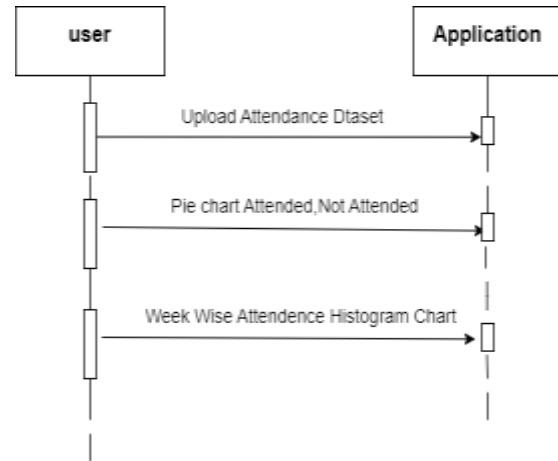 user
Application
Upload Attendance Dtaset
Pie chart Attended,Not Attended
Week Wise Attendence Histogram Chart